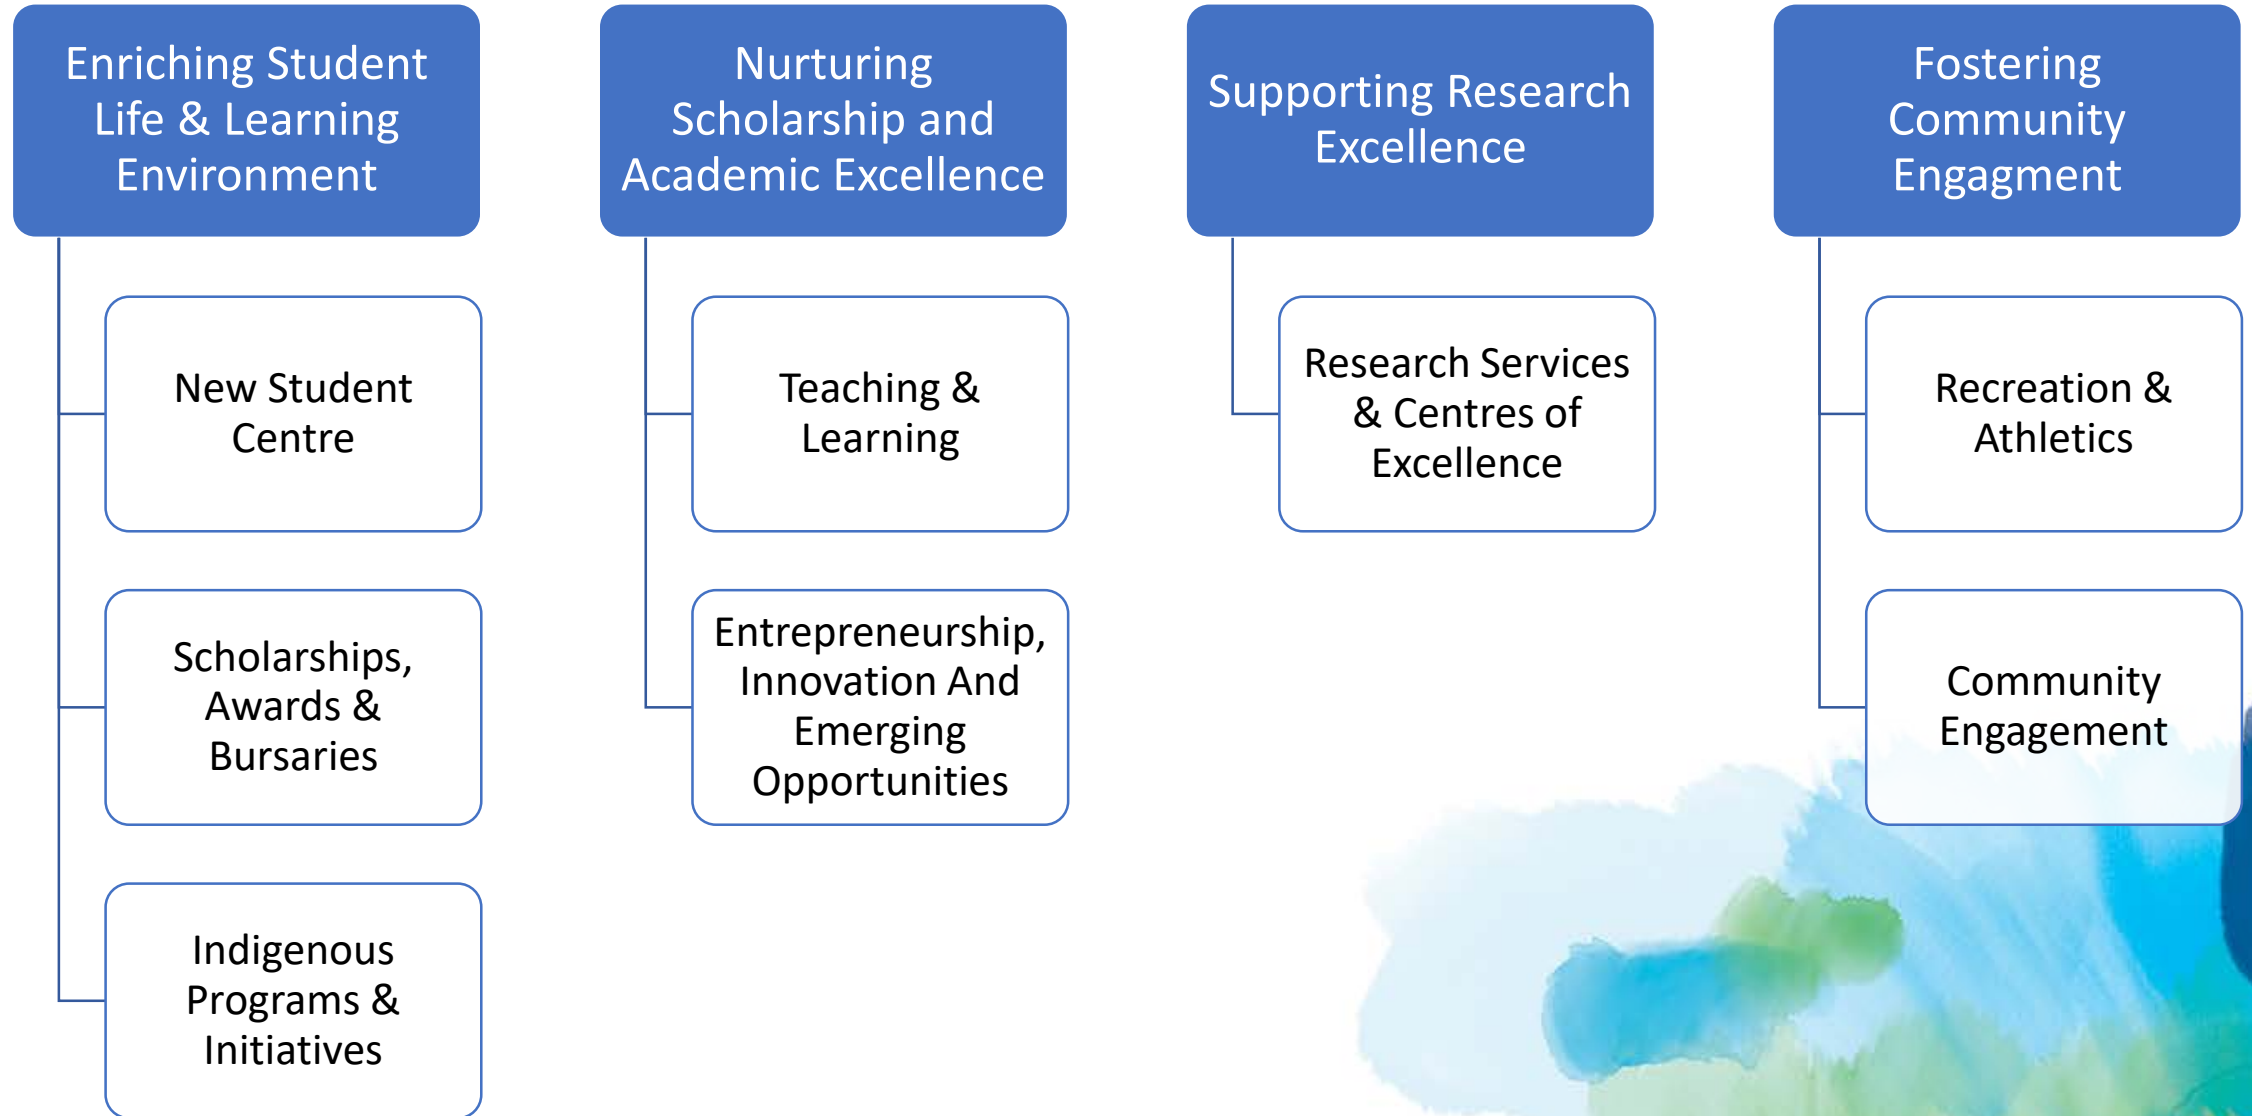 Enriching Student
Life & Learning
Environment
New Student
Centre
Scholarships,
Awards &
Bursaries
Indigenous
Programs &
Initiatives
Nurturing
Scholarship and
Academic Excellence
Teaching &
Learning
Entrepreneurship,
Innovation And
Emerging
Opportunities
Supporting Research
Excellence
Research Services
& Centres of
Excellence
Fostering
Community
Engagment
Recreation &
Athletics
Community
Engagement